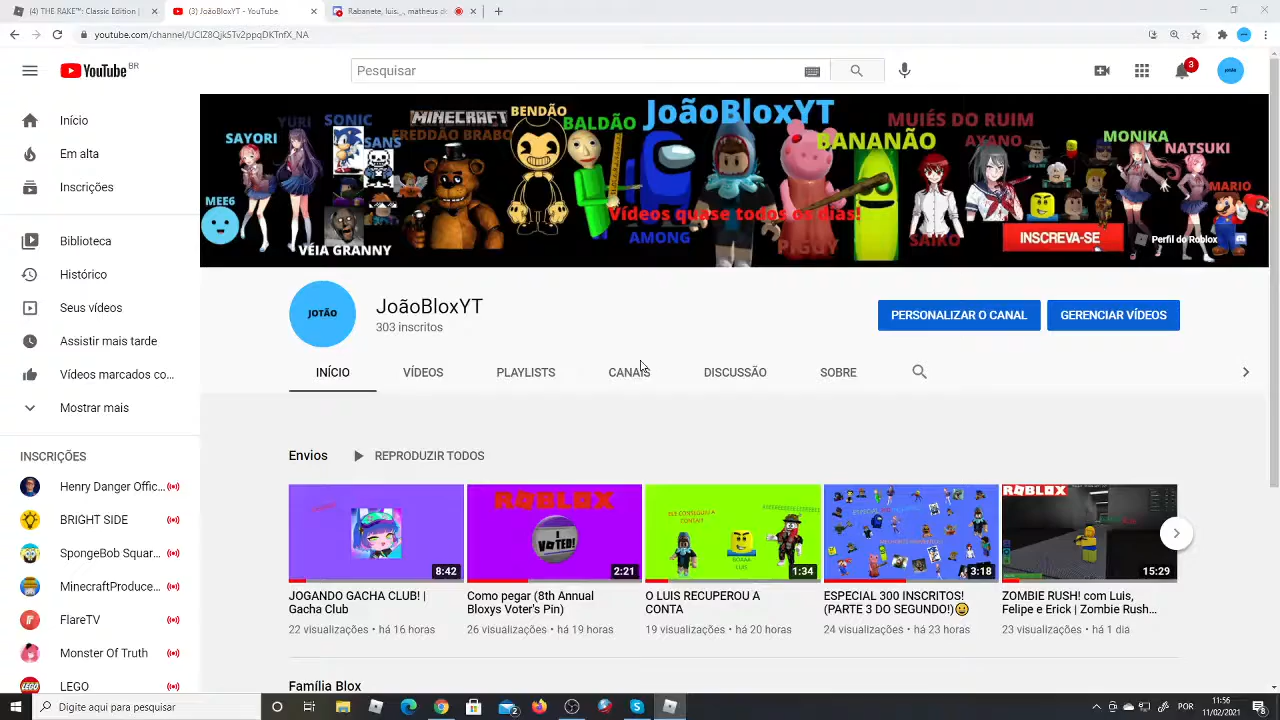 (4) THE RAKE™: Classic Edition |
(3) JoãoBloxYT - YouTube
Rabanete, luis,,, matheus
youtube.com/channel/UClZ8QjkSTv2ppqDKTnfX_NA
YouTube BR
Pesquisar
3
JOTÃO
JoãoBloxYT
MINECRAFT
BENDÃO
BALDÃO
MUIÉS DO RUIM
YURI
SONIC
SANS
FREDDÃO BRABO
BANANÃO
AXANO
MONIKA
NATSUKI
SAYORI
MARIO
MEE6
Vídeos quase todos os dias!
AMONG
PIGGY
SAIKO
INSCREVA-SE
Perfil do Roblox
VÉIA GRANNY
Início
Em alta
Inscrições
Biblioteca
Histórico
Seus vídeos
Assistir mais tarde
Vídeos marcados co...
Mostrar mais
INSCRIÇÕES
Henry Danger Offic...
BRIGHT SIDE
SpongeBob Squar...
MinecraftProduce...
FlareTV
Monster Of Truth
LEGO
JOTÃO
JoãoBloxYT
303 inscritos
PERSONALIZAR O CANAL
GERENCIAR VÍDEOS
INÍCIO
VÍDEOS
PLAYLISTS
CANAIS
DISCUSSÃO
SOBRE
Envios
REPRODUZIR TODOS
8:42
ROBLOX
I VOTED!
2:21
1:34
3:18
ROBLOX
15:29
JOGANDO GACHA CLUB! |
Gacha Club
22 visualizações • há 16 horas
Como pegar (8th Annual
Bloxys Voter's Pin)
26 visualizações • há 19 horas
O LUIS RECUPEROU A
CONTA
19 visualizações • há 20 horas
ESPECIAL 300 INSCRITOS!
(PARTE 3 DO SEGUNDO!)😀
24 visualizações • há 23 horas
ZOMBIE RUSH! com Luis,
Felipe e Erick | Zombie Rush...
23 visualizações • há 1 dia
Família Blox
Digite aqui para pesquisar
2
POR
11:56
11/02/2021